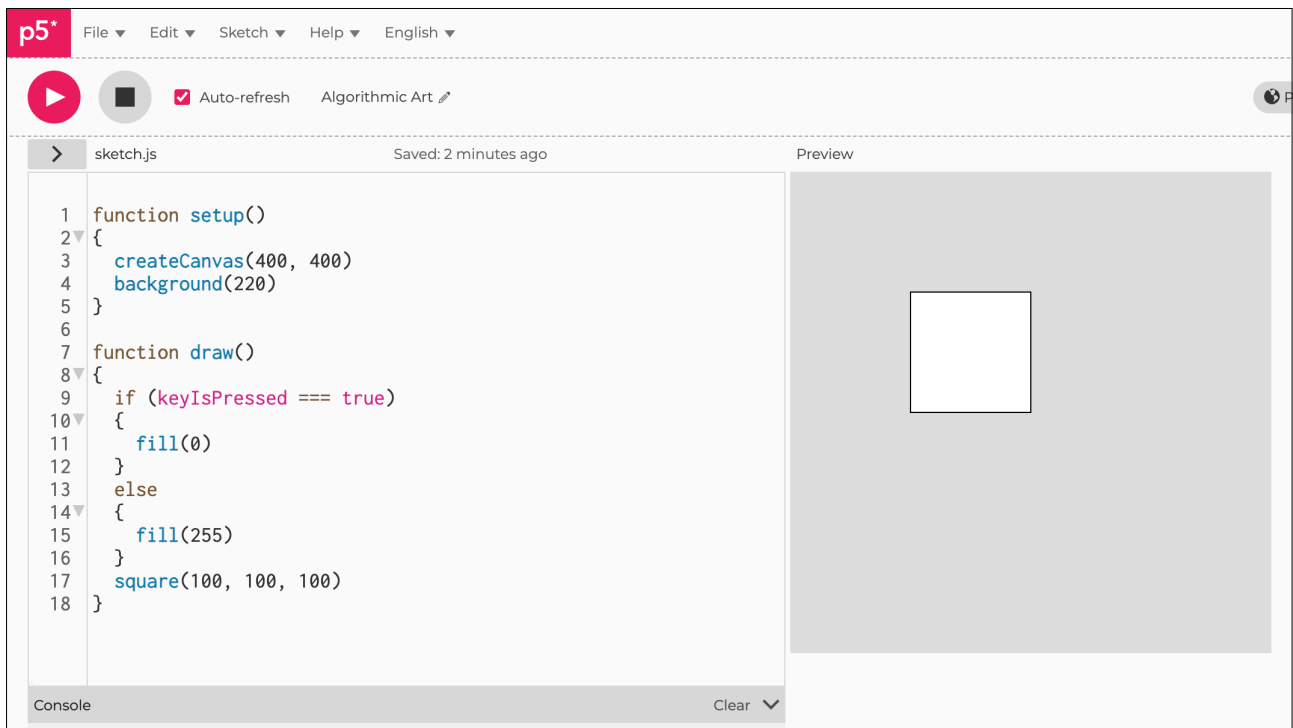 p5* File Edit Sketch Help English
Auto-refresh Algorithmic Art
sketch.js Saved: 2 minutes ago Preview
1 function setup()
2 {
3   createCanvas(400, 400)
4   background(220)
5 }
6
7 function draw()
8 {
9   if (keyIsPressed === true)
10   {
11     fill(0)
12   }
13   else
14   {
15     fill(255)
16   }
17   square(100, 100, 100)
18 }
Console Clear